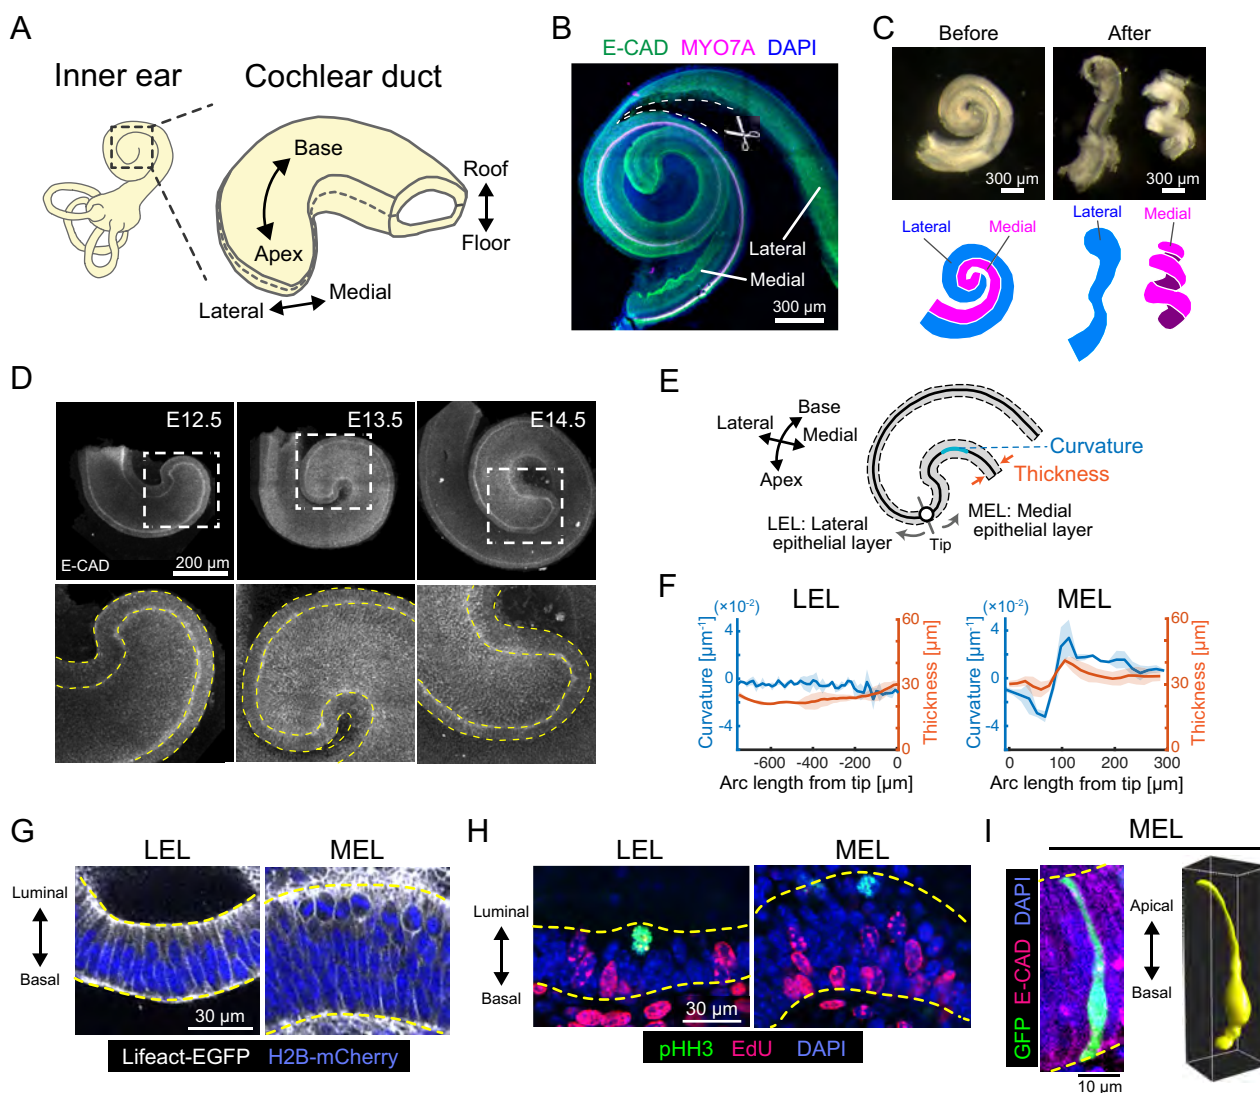 A
Inner ear
Cochlear duct
Base
Apex
Roof
Floor
Lateral
Medial
B
E-CAD MYO7A DAPI
Lateral
Medial
300 µm
C
Before
After
300 µm
300 µm
Lateral
Medial
Lateral
Medial
D
E12.5
E13.5
E14.5
E-CAD
200 µm
E
Base
Lateral
Medial
Apex
Curvature
Thickness
LEL: Lateral
epithelial layer
Tip
MEL: Medial
epithelial layer
F
LEL
(×10⁻²)
Curvature [µm⁻¹]
4
0
-4
60
30
0
Thickness [µm]
-600 -400 -200 0
Arc length from tip [µm]
MEL
(×10⁻²)
Curvature [µm⁻¹]
4
0
-4
60
30
0
Thickness [µm]
0 100 200 300
Arc length from tip [µm]
G
LEL
MEL
Luminal
Basal
30 µm
Lifeact-EGFP H2B-mCherry
H
LEL
MEL
Luminal
Basal
30 µm
pHH3 EdU DAPI
I
MEL
GFP E-CAD DAPI
Apical
Basal
10 µm